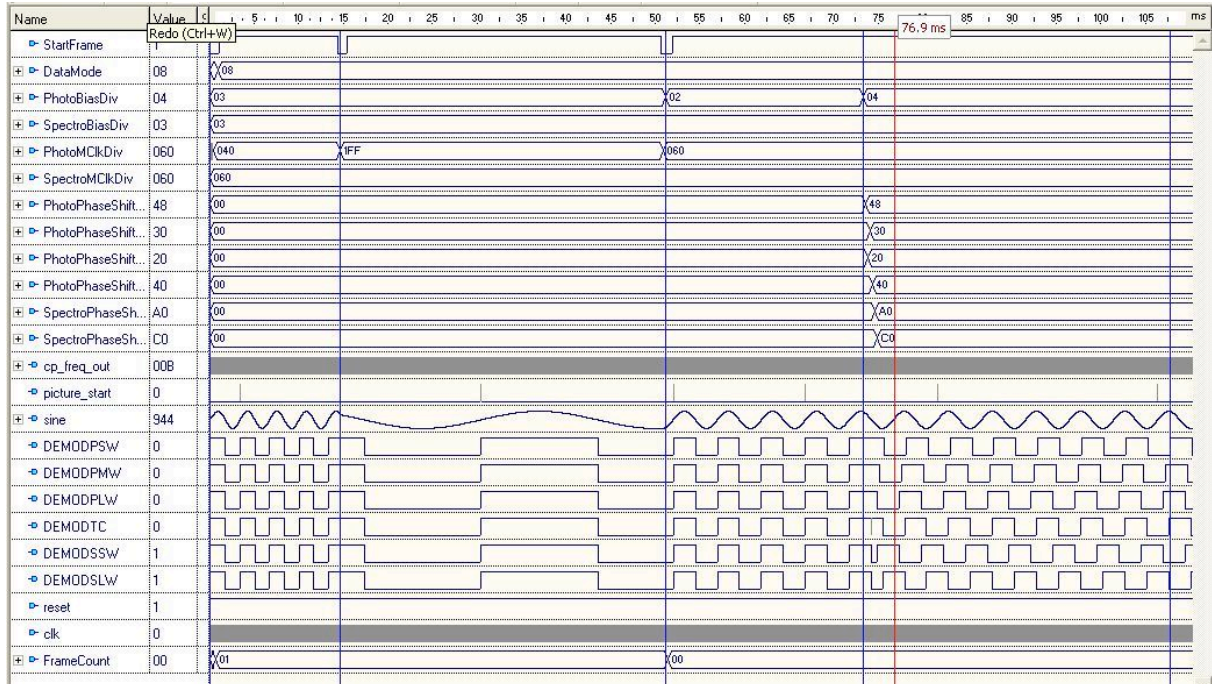 Name Value 5 10 15 20 25 30 35 40 45 50 55 60 65 70 75 85 90 95 100 105 ms
Redo (Ctrl+W)
76.9 ms
StartFrame 1
DataMode 08 08
PhotoBiasDiv 04 03 02 04
SpectroBiasDiv 03 03
PhotoMClkDiv 060 040 1FF 060
SpectroMClkDiv 060 060
PhotoPhaseShift... 48 00 48
PhotoPhaseShift... 30 00 30
PhotoPhaseShift... 20 00 20
PhotoPhaseShift... 40 00 40
SpectroPhaseSh... A0 00 A0
SpectroPhaseSh... C0 00 C0
cp_freq_out 00B
picture_start 0
sine 944
DEMODPSW 0
DEMODPMW 0
DEMODPLW 0
DEMODTC 0
DEMODSSW 1
DEMODSLW 1
reset 1
clk 0
FrameCount 00 01 00